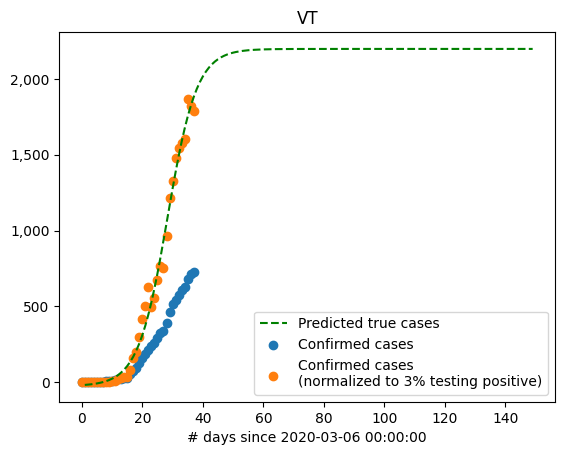 VT
2,000
1,500
1,000
500
0
0 20 40 60 80 100 120 140
# days since 2020-03-06 00:00:00
Predicted true cases
Confirmed cases
Confirmed cases
(normalized to 3% testing positive)